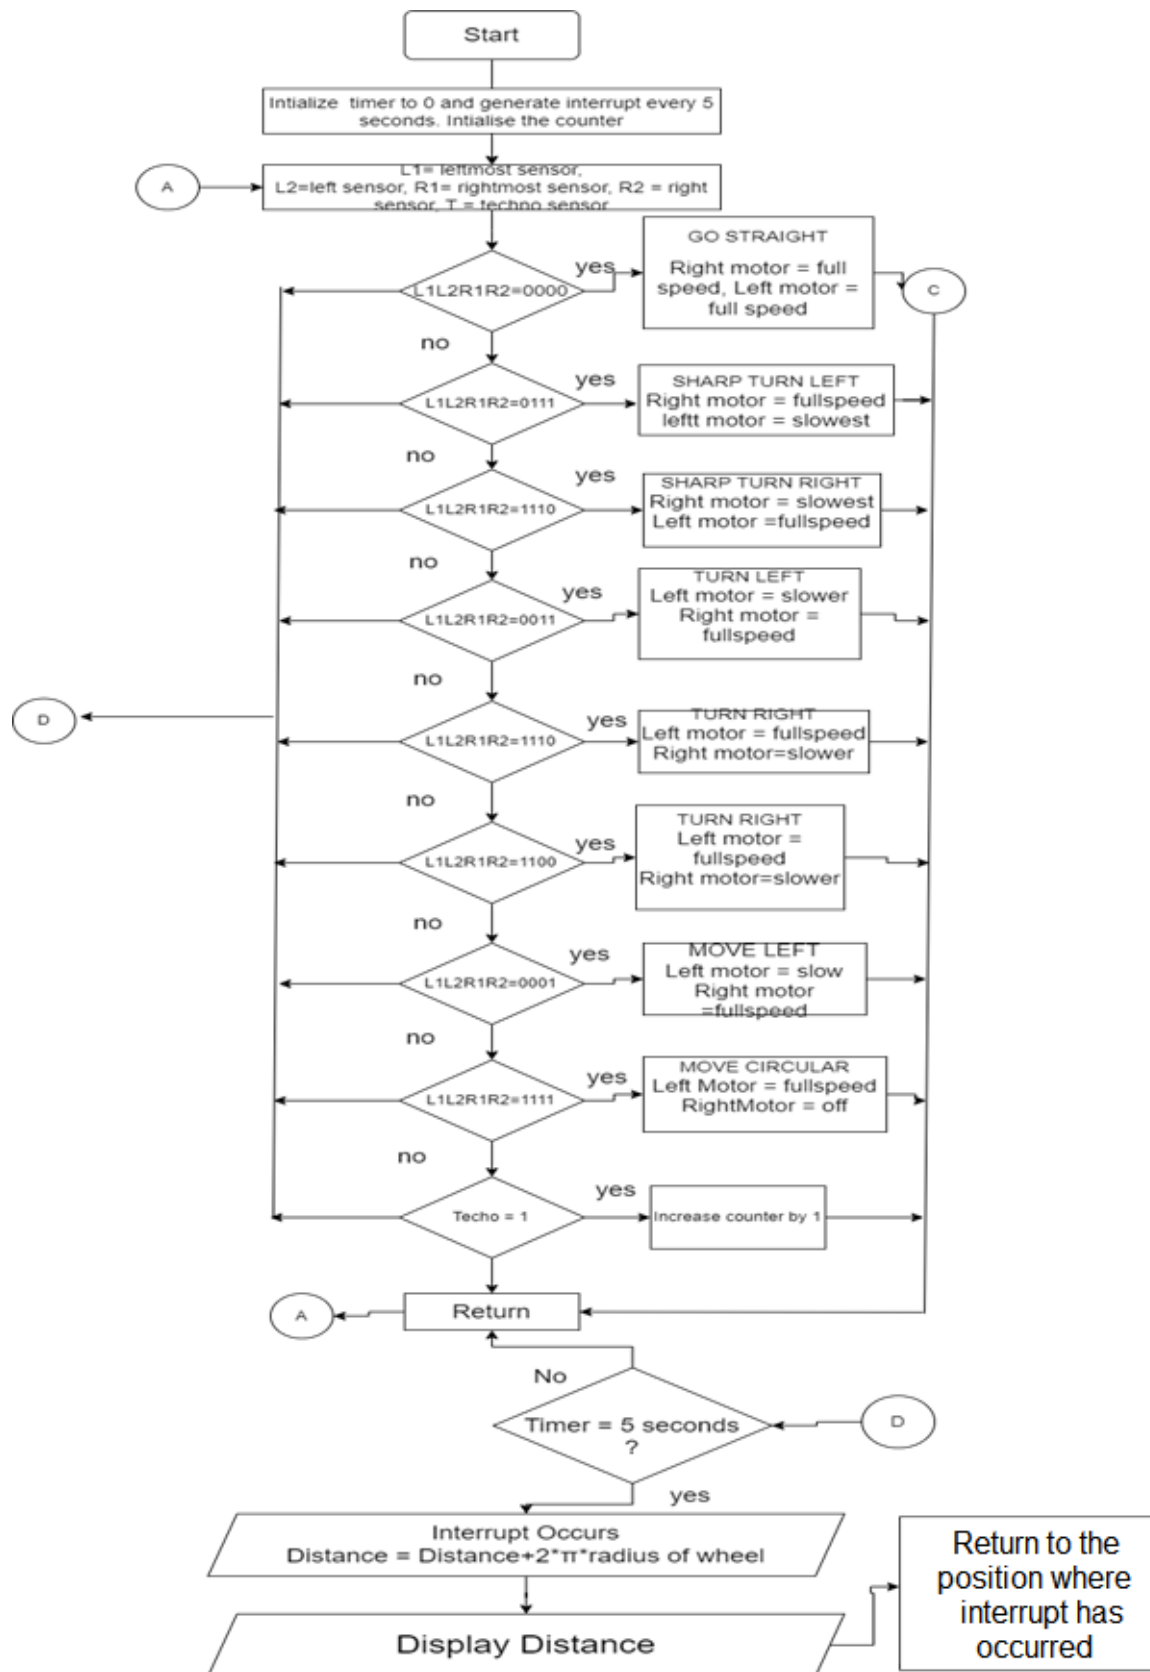 Start
Intialize timer to 0 and generate interrupt every 5
seconds. Intialise the counter
A
L1= leftmost sensor,
L2=left sensor, R1= rightmost sensor, R2 = right
sensor, T = techno sensor
L1L2R1R2=0000
yes
GO STRAIGHT
Right motor = full
speed, Left motor =
full speed
C
no
L1L2R1R2=0111
yes
SHARP TURN LEFT
Right motor = fullspeed
leftt motor = slowest
no
L1L2R1R2=1110
yes
SHARP TURN RIGHT
Right motor = slowest
Left motor =fullspeed
no
L1L2R1R2=0011
yes
TURN LEFT
Left motor = slower
Right motor =
fullspeed
no
D
L1L2R1R2=1110
yes
TURN RIGHT
Left motor = fullspeed
Right motor=slower
no
L1L2R1R2=1100
yes
TURN RIGHT
Left motor =
fullspeed
Right motor=slower
no
L1L2R1R2=0001
yes
MOVE LEFT
Left motor = slow
Right motor
=fullspeed
no
L1L2R1R2=1111
yes
MOVE CIRCULAR
Left Motor = fullspeed
RightMotor = off
no
Techo = 1
yes
Increase counter by 1
A
Return
No
Timer = 5 seconds
?
D
yes
Interrupt Occurs
Distance = Distance+2*π*radius of wheel
Display Distance
Return to the
position where
interrupt has
occurred